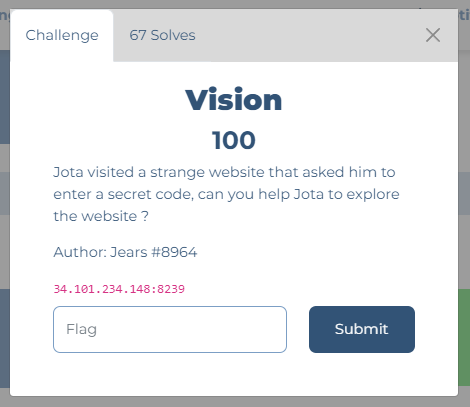 Challenge
67 Solves
Vision
100
Jota visited a strange website that asked him to
enter a secret code, can you help Jota to explore
the website ?
Author: Jears #8964
34.101.234.148:8239
Flag
Submit